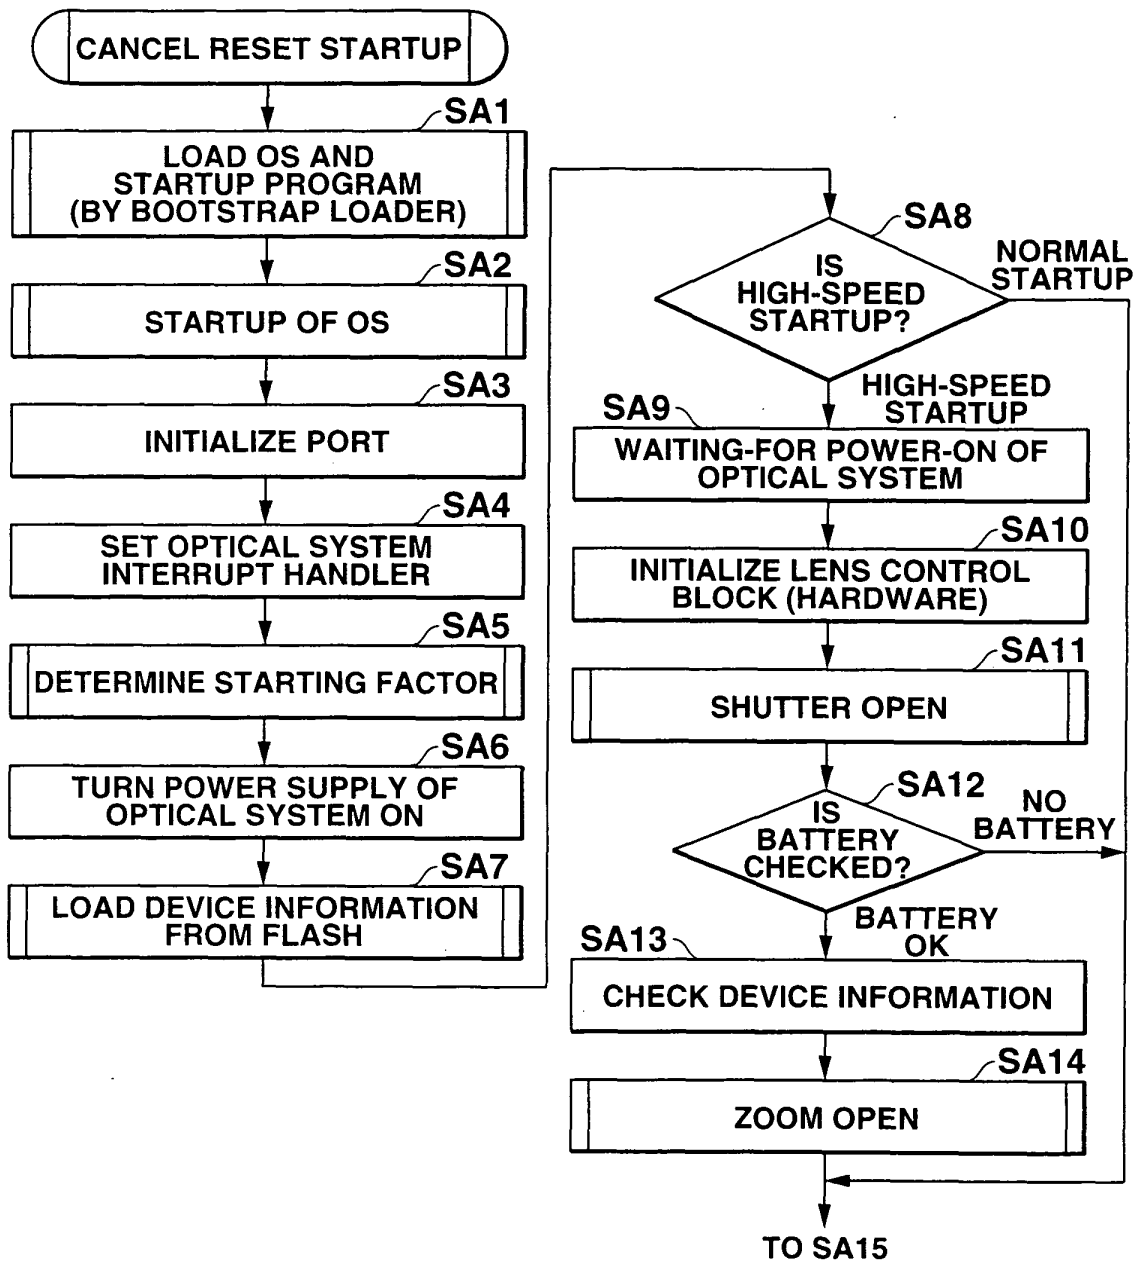 CANCEL RESET STARTUP
SA1
LOAD OS AND
STARTUP PROGRAM
(BY BOOTSTRAP LOADER)
SA2
STARTUP OF OS
SA3
INITIALIZE PORT
SA4
SET OPTICAL SYSTEM
INTERRUPT HANDLER
SA5
DETERMINE STARTING FACTOR
SA6
TURN POWER SUPPLY OF
OPTICAL SYSTEM ON
SA7
LOAD DEVICE INFORMATION
FROM FLASH
SA8
IS
HIGH-SPEED
STARTUP?
NORMAL
STARTUP
HIGH-SPEED
STARTUP
SA9
WAITING-FOR POWER-ON OF
OPTICAL SYSTEM
SA10
INITIALIZE LENS CONTROL
BLOCK (HARDWARE)
SA11
SHUTTER OPEN
SA12
IS
BATTERY
CHECKED?
NO
BATTERY
BATTERY
OK
SA13
CHECK DEVICE INFORMATION
SA14
ZOOM OPEN
TO SA15